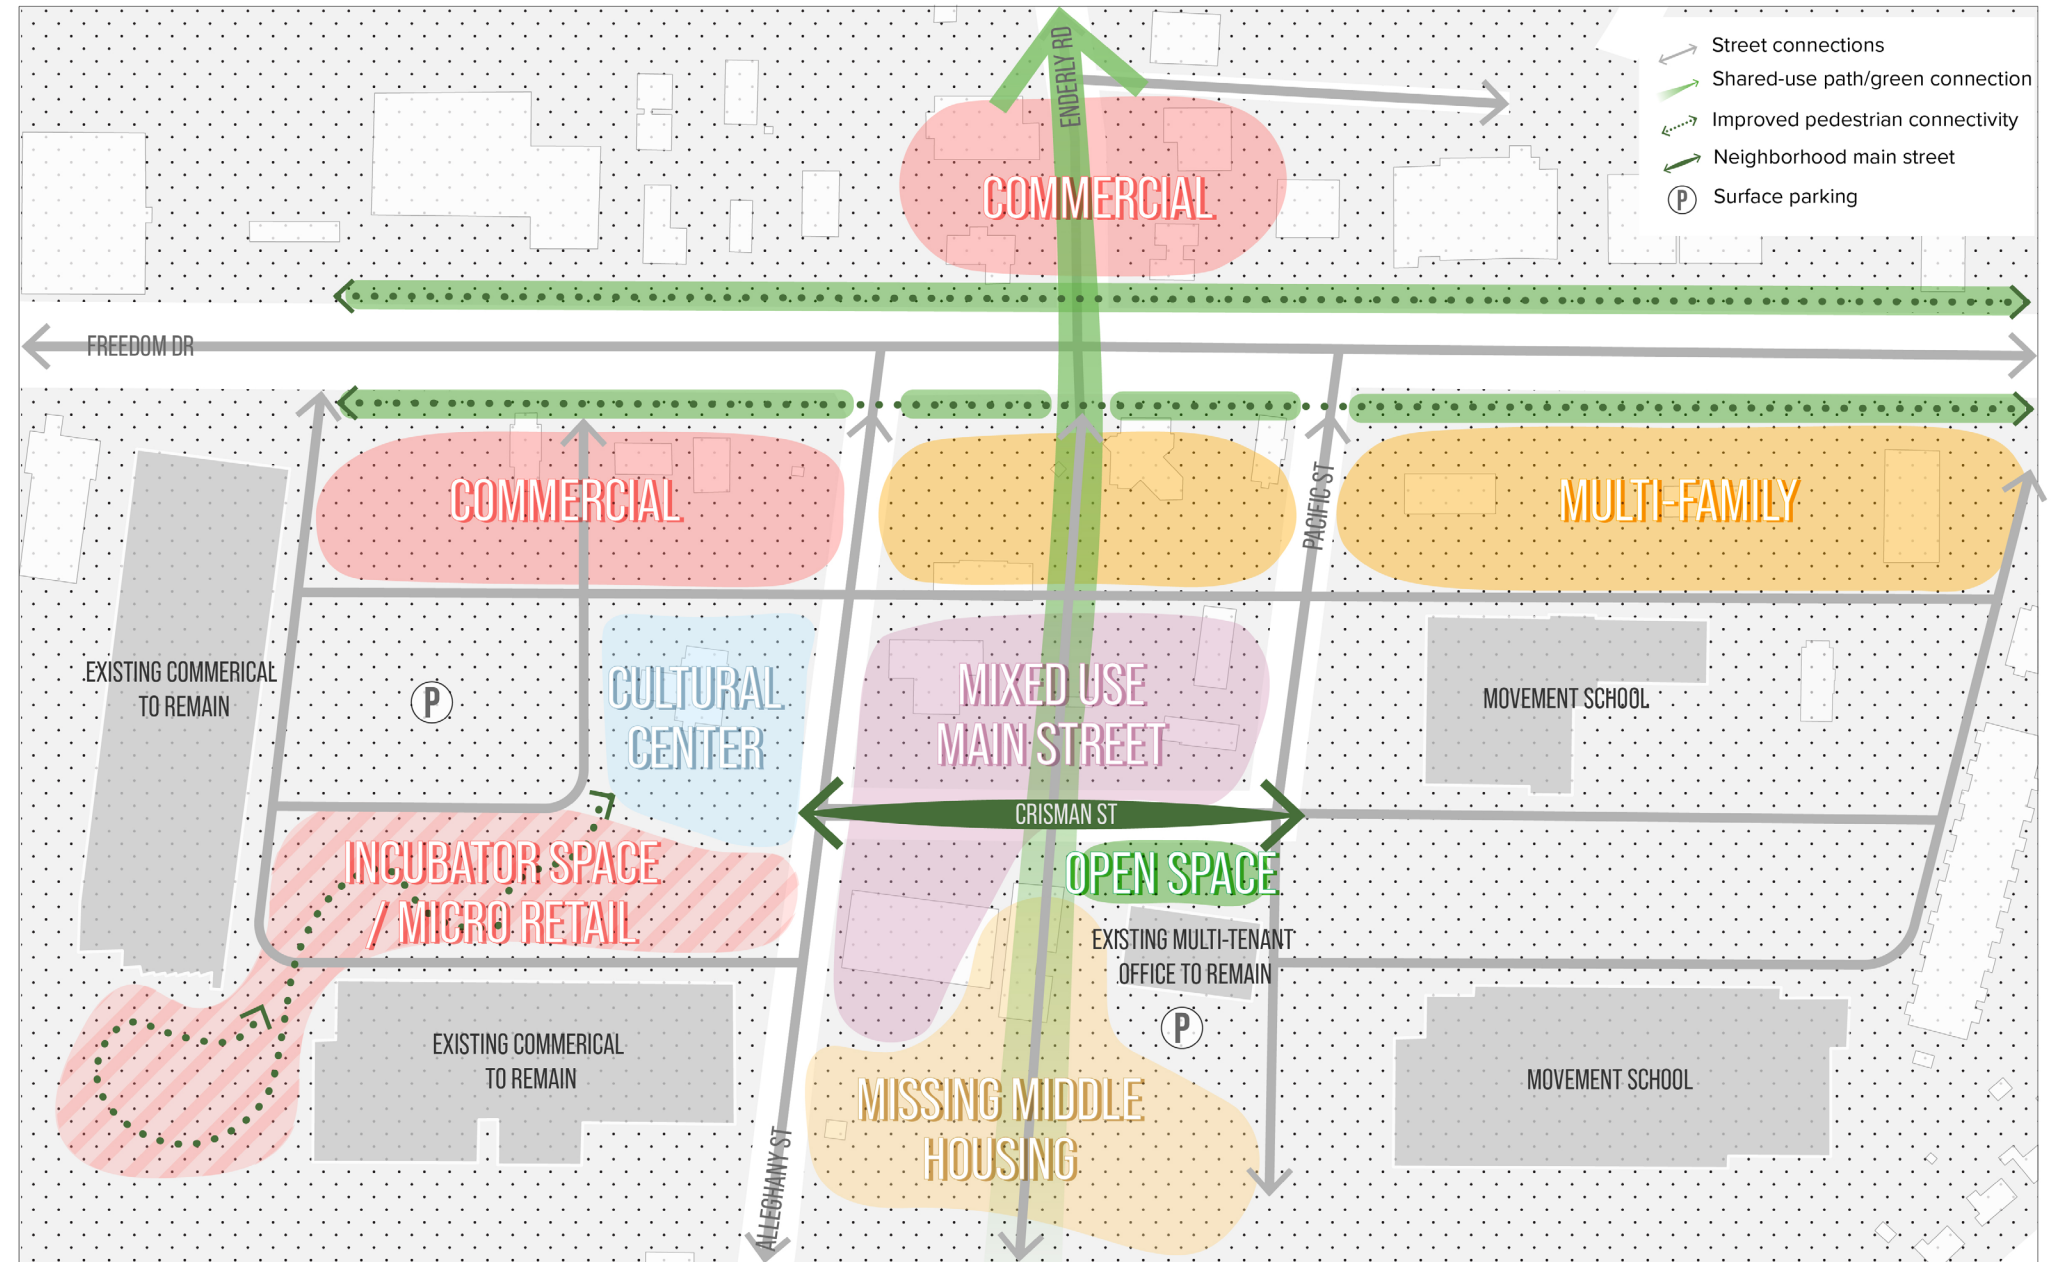 Street connections
Shared-use path/green connection
Improved pedestrian connectivity
Neighborhood main street
P Surface parking
ENDERLY RD
COMMERCIAL
FREEDOM DR
COMMERCIAL
PACIFIC ST
MULTI-FAMILY
EXISTING COMMERICAL
TO REMAIN
P
CULTURAL
CENTER
MIXED USE
MAIN STREET
MOVEMENT SCHOOL
CRISMAN ST
INCUBATOR SPACE
/ MICRO RETAIL
OPEN SPACE
EXISTING MULTI-TENANT
OFFICE TO REMAIN
P
EXISTING COMMERICAL
TO REMAIN
MISSING MIDDLE
HOUSING
MOVEMENT SCHOOL
ALLEGHANY ST